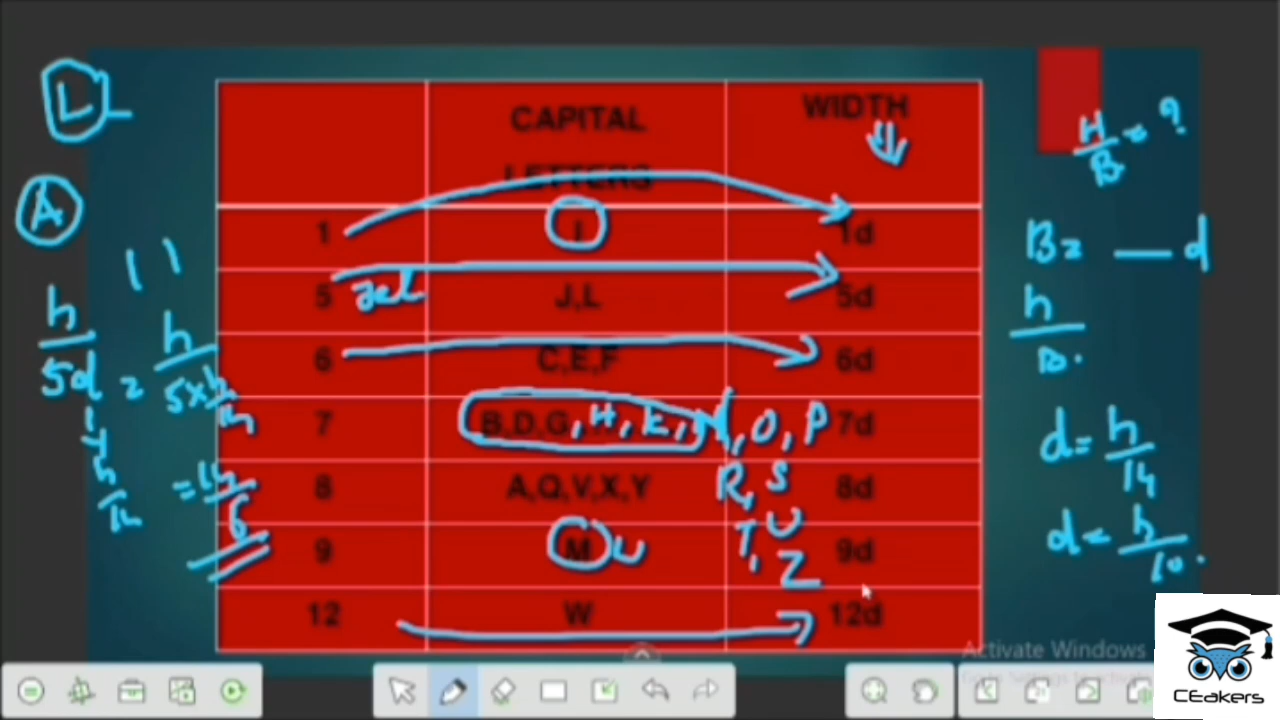 CAPITAL LETTERS WIDTH
1 I 1d
5 J,L 5d
6 C,E,F 6d
7 B,D,G,H,K,N,O,P 7d
R,S
8 A,Q,V,X,Y 8d
T,U
Z
9 M 9d
12 W 12d
L
A
h
5d
= h
= 14
H/B = ?
B = __ d
h
B.
d = h/14
d = h/10.
Activate Windows
CEakers